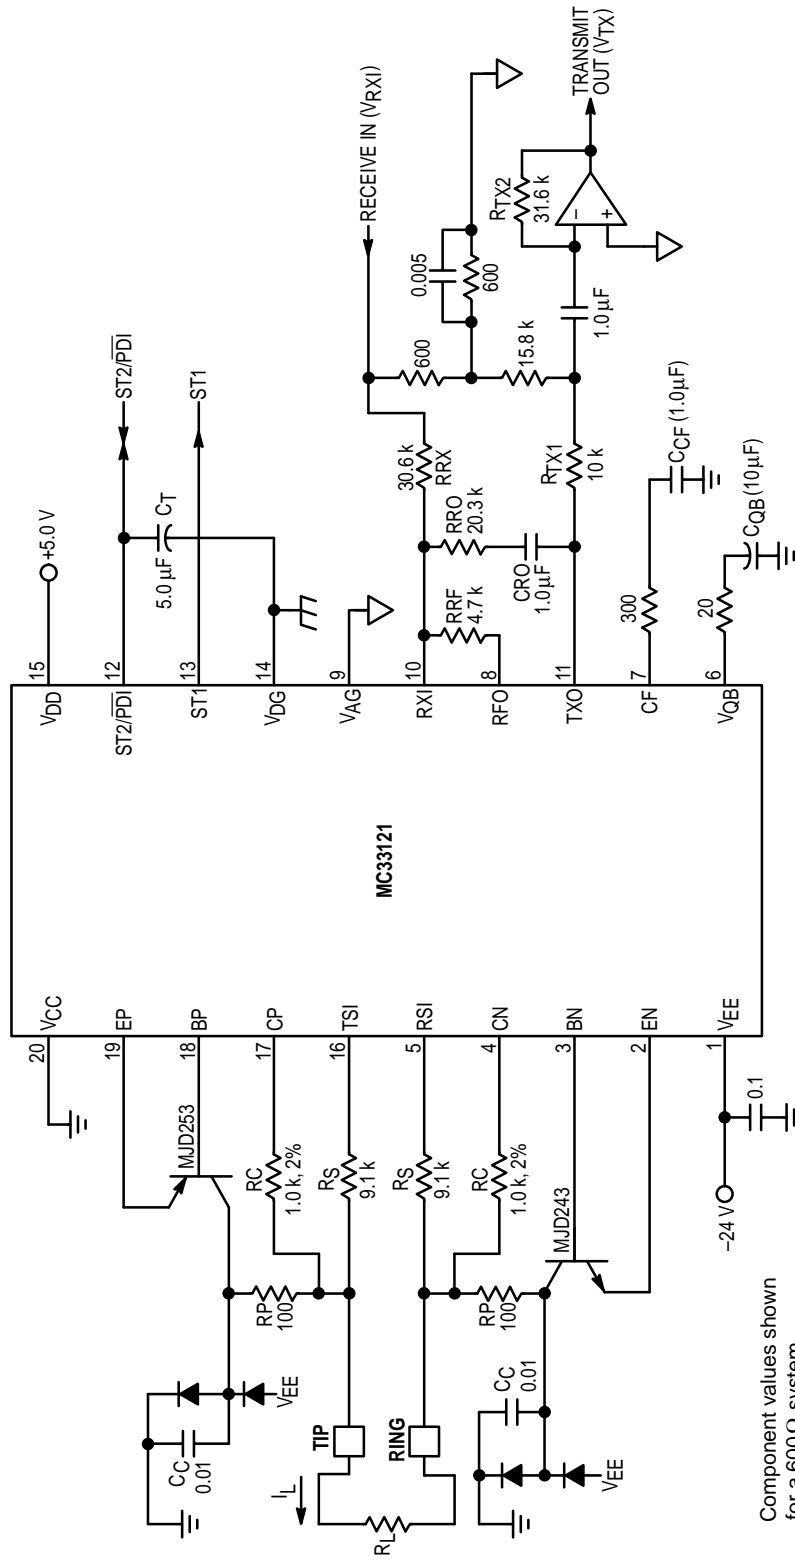 Component values shown
for a 600 Ω system
VCC
20
EP
19
BP
18
CP
17
TSI
16
RSI
5
CN
4
BN
3
EN
2
VEE
1
MJD253
RC
1.0 k, 2%
RS
9.1 k
RS
9.1 k
RC
1.0 k, 2%
MJD243
–24 V
0.1
RP
100
RP
100
CC
0.01
VEE
TIP
RING
IL
RL
CC
0.01
VEE
MC33121
VDD
15
+5.0 V
ST2/PDI
12
ST2/PDI
ST1
13
ST1
5.0 µF
CT
VDG
14
VAG
9
RXI
10
RFO
8
TXO
11
CF
7
VQB
6
RRF
4.7 k
RRO
20.3 k
CRO
1.0 µF
30.6 k
RRX
RTX1
10 k
600
15.8 k
0.005
600
1.0 µF
RTX2
31.6 k
–
+
RECEIVE IN (VRXI)
TRANSMIT
OUT (VTX)
300
CCF (1.0µF)
20
CQB (10µF)